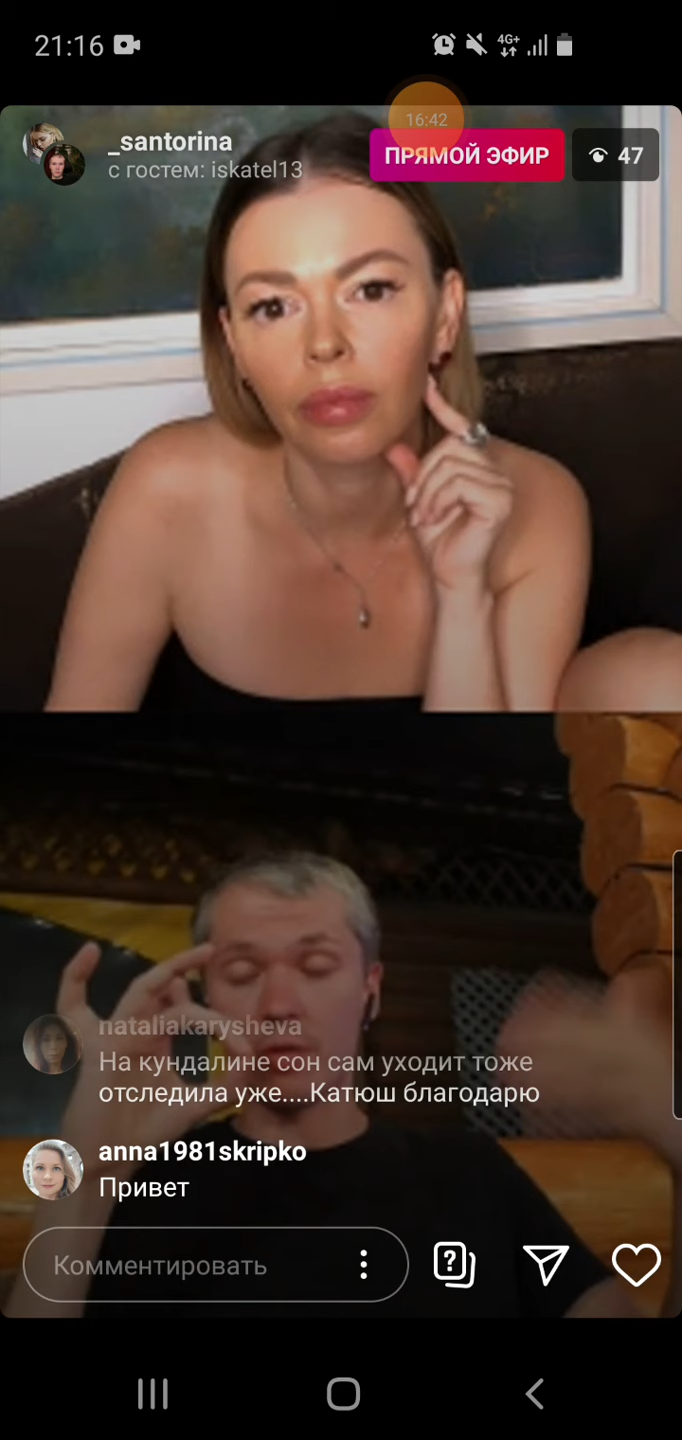 21:16
4G+
16:42
_santorina
с гостем: iskatel13
ПРЯМОЙ ЭФИР
47
nataliakarysheva
На кундалине сон сам уходит тоже
отследила уже....Катюш благодарю
anna1981skripko
Привет
Комментировать